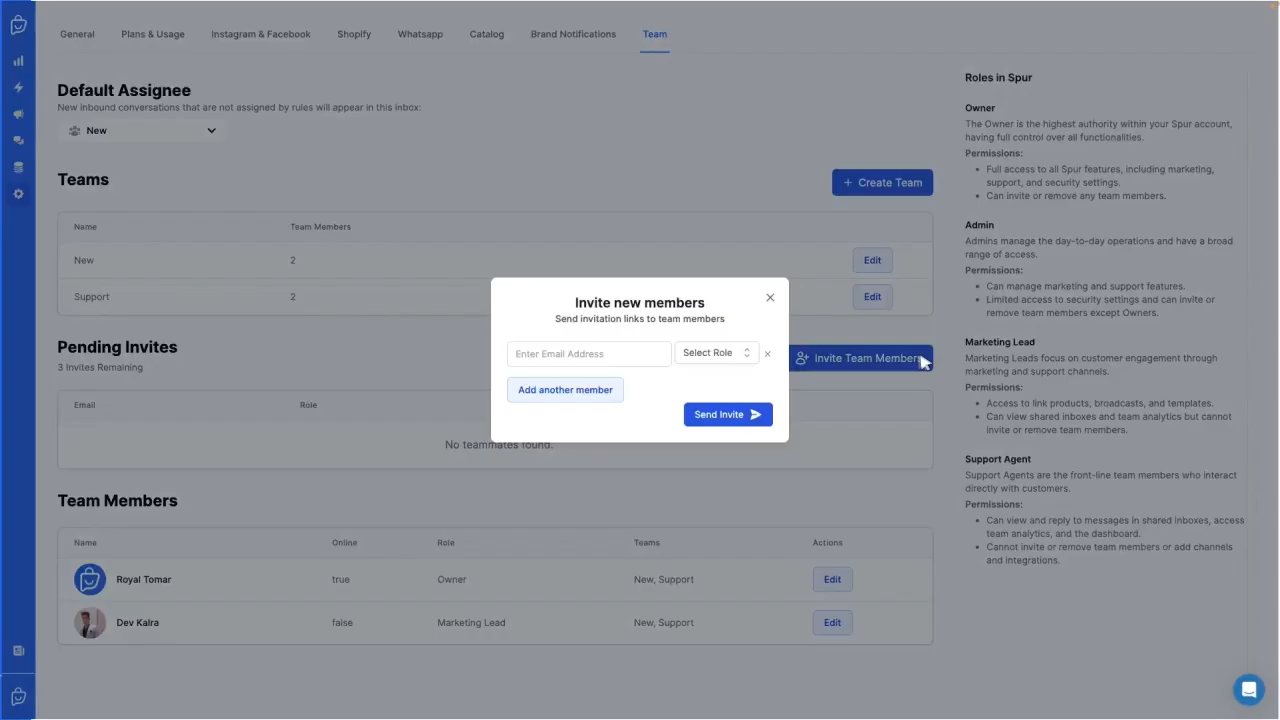 General Plans & Usage Instagram & Facebook Shopify Whatsapp Catalog Brand Notifications Team
Default Assignee
New inbound conversations that are not assigned by rules will appear in this inbox:
New
Teams
+ Create Team
Name Team Members
New 2 Edit
Support 2 Edit
Pending Invites
3 Invites Remaining
Invite Team Members
Email Role
No teammates found.
Invite new members
Send invitation links to team members
Enter Email Address Select Role
Add another member
Send Invite
Team Members
Name Online Role Teams Actions
Royal Tomar true Owner New, Support Edit
Dev Kalra false Marketing Lead New, Support Edit
Roles in Spur
Owner
The Owner is the highest authority within your Spur account,
having full control over all functionalities.
Permissions:
• Full access to all Spur features, including marketing,
support, and security settings.
• Can invite or remove any team members.
Admin
Admins manage the day-to-day operations and have a broad
range of access.
Permissions:
• Can manage marketing and support features.
• Limited access to security settings and can invite or
remove team members except Owners.
Marketing Lead
Marketing Leads focus on customer engagement through
marketing and support channels.
Permissions:
• Access to link products, broadcasts, and templates.
• Can view shared inboxes and team analytics but cannot
invite or remove team members.
Support Agent
Support Agents are the front-line team members who interact
directly with customers.
Permissions:
• Can view and reply to messages in shared inboxes, access
team analytics, and the dashboard.
• Cannot invite or remove team members or add channels
and integrations.